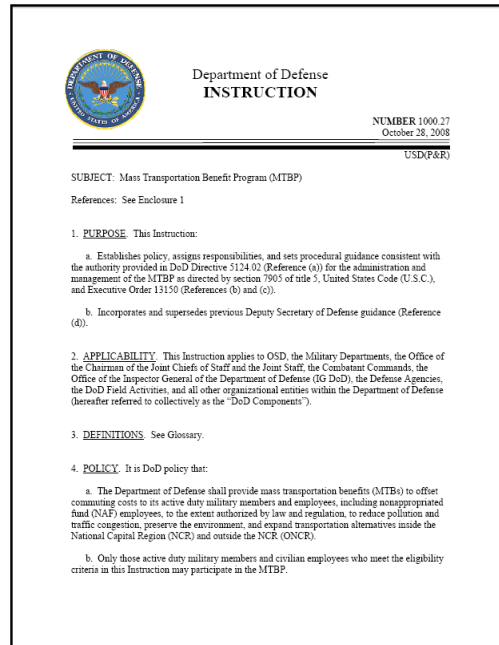 DEPARTMENT OF DEFENSE
UNITED STATES OF AMERICA
Department of Defense
INSTRUCTION
NUMBER 1000.27
October 28, 2008
USD(P&R)
SUBJECT: Mass Transportation Benefit Program (MTBP)
References: See Enclosure 1
1. PURPOSE. This Instruction:
a. Establishes policy, assigns responsibilities, and sets procedural guidance consistent with
the authority provided in DoD Directive 5124.02 (Reference (a)) for the administration and
management of the MTBP as directed by section 7905 of title 5, United States Code (U.S.C.),
and Executive Order 13150 (References (b) and (c)).
b. Incorporates and supersedes previous Deputy Secretary of Defense guidance (Reference
(d)).
2. APPLICABILITY. This Instruction applies to OSD, the Military Departments, the Office of
the Chairman of the Joint Chiefs of Staff and the Joint Staff, the Combatant Commands, the
Office of the Inspector General of the Department of Defense (IG DoD), the Defense Agencies,
the DoD Field Activities, and all other organizational entities within the Department of Defense
(hereafter referred to collectively as the “DoD Components”).
3. DEFINITIONS. See Glossary.
4. POLICY. It is DoD policy that:
a. The Department of Defense shall provide mass transportation benefits (MTBs) to offset
commuting costs to its active duty military members and employees, including nonappropriated
fund (NAF) employees, to the extent authorized by law and regulation, to reduce pollution and
traffic congestion, preserve the environment, and expand transportation alternatives inside the
National Capital Region (NCR) and outside the NCR (ONCR).
b. Only those active duty military members and civilian employees who meet the eligibility
criteria in this Instruction may participate in the MTBP.